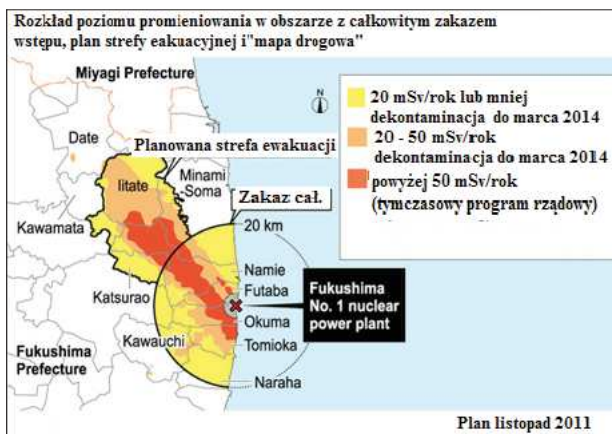 Rozkład poziomu promieniowania w obszarze z całkowitym zakazem
wstępu, plan strefy eakuacyjnej i"mapa drogowa"
Miyagi Prefecture
N
20 mSv/rok lub mniej
dekontaminacja do marca 2014
20 - 50 mSv/rok
dekontaminacja do marca 2014
powyżej 50 mSv/rok
(tymczasowy program rządowy)
Date
Planowana strefa ewakuacji
Iitate
Minami
-Soma
Zakaz cał.
Kawamata
20 km
Namie
Futaba
Katsurao
Fukushima
No. 1 nuclear
power plant
Okuma
Kawauchi
Tomioka
Fukushima
Prefecture
Naraha
Plan listopad 2011